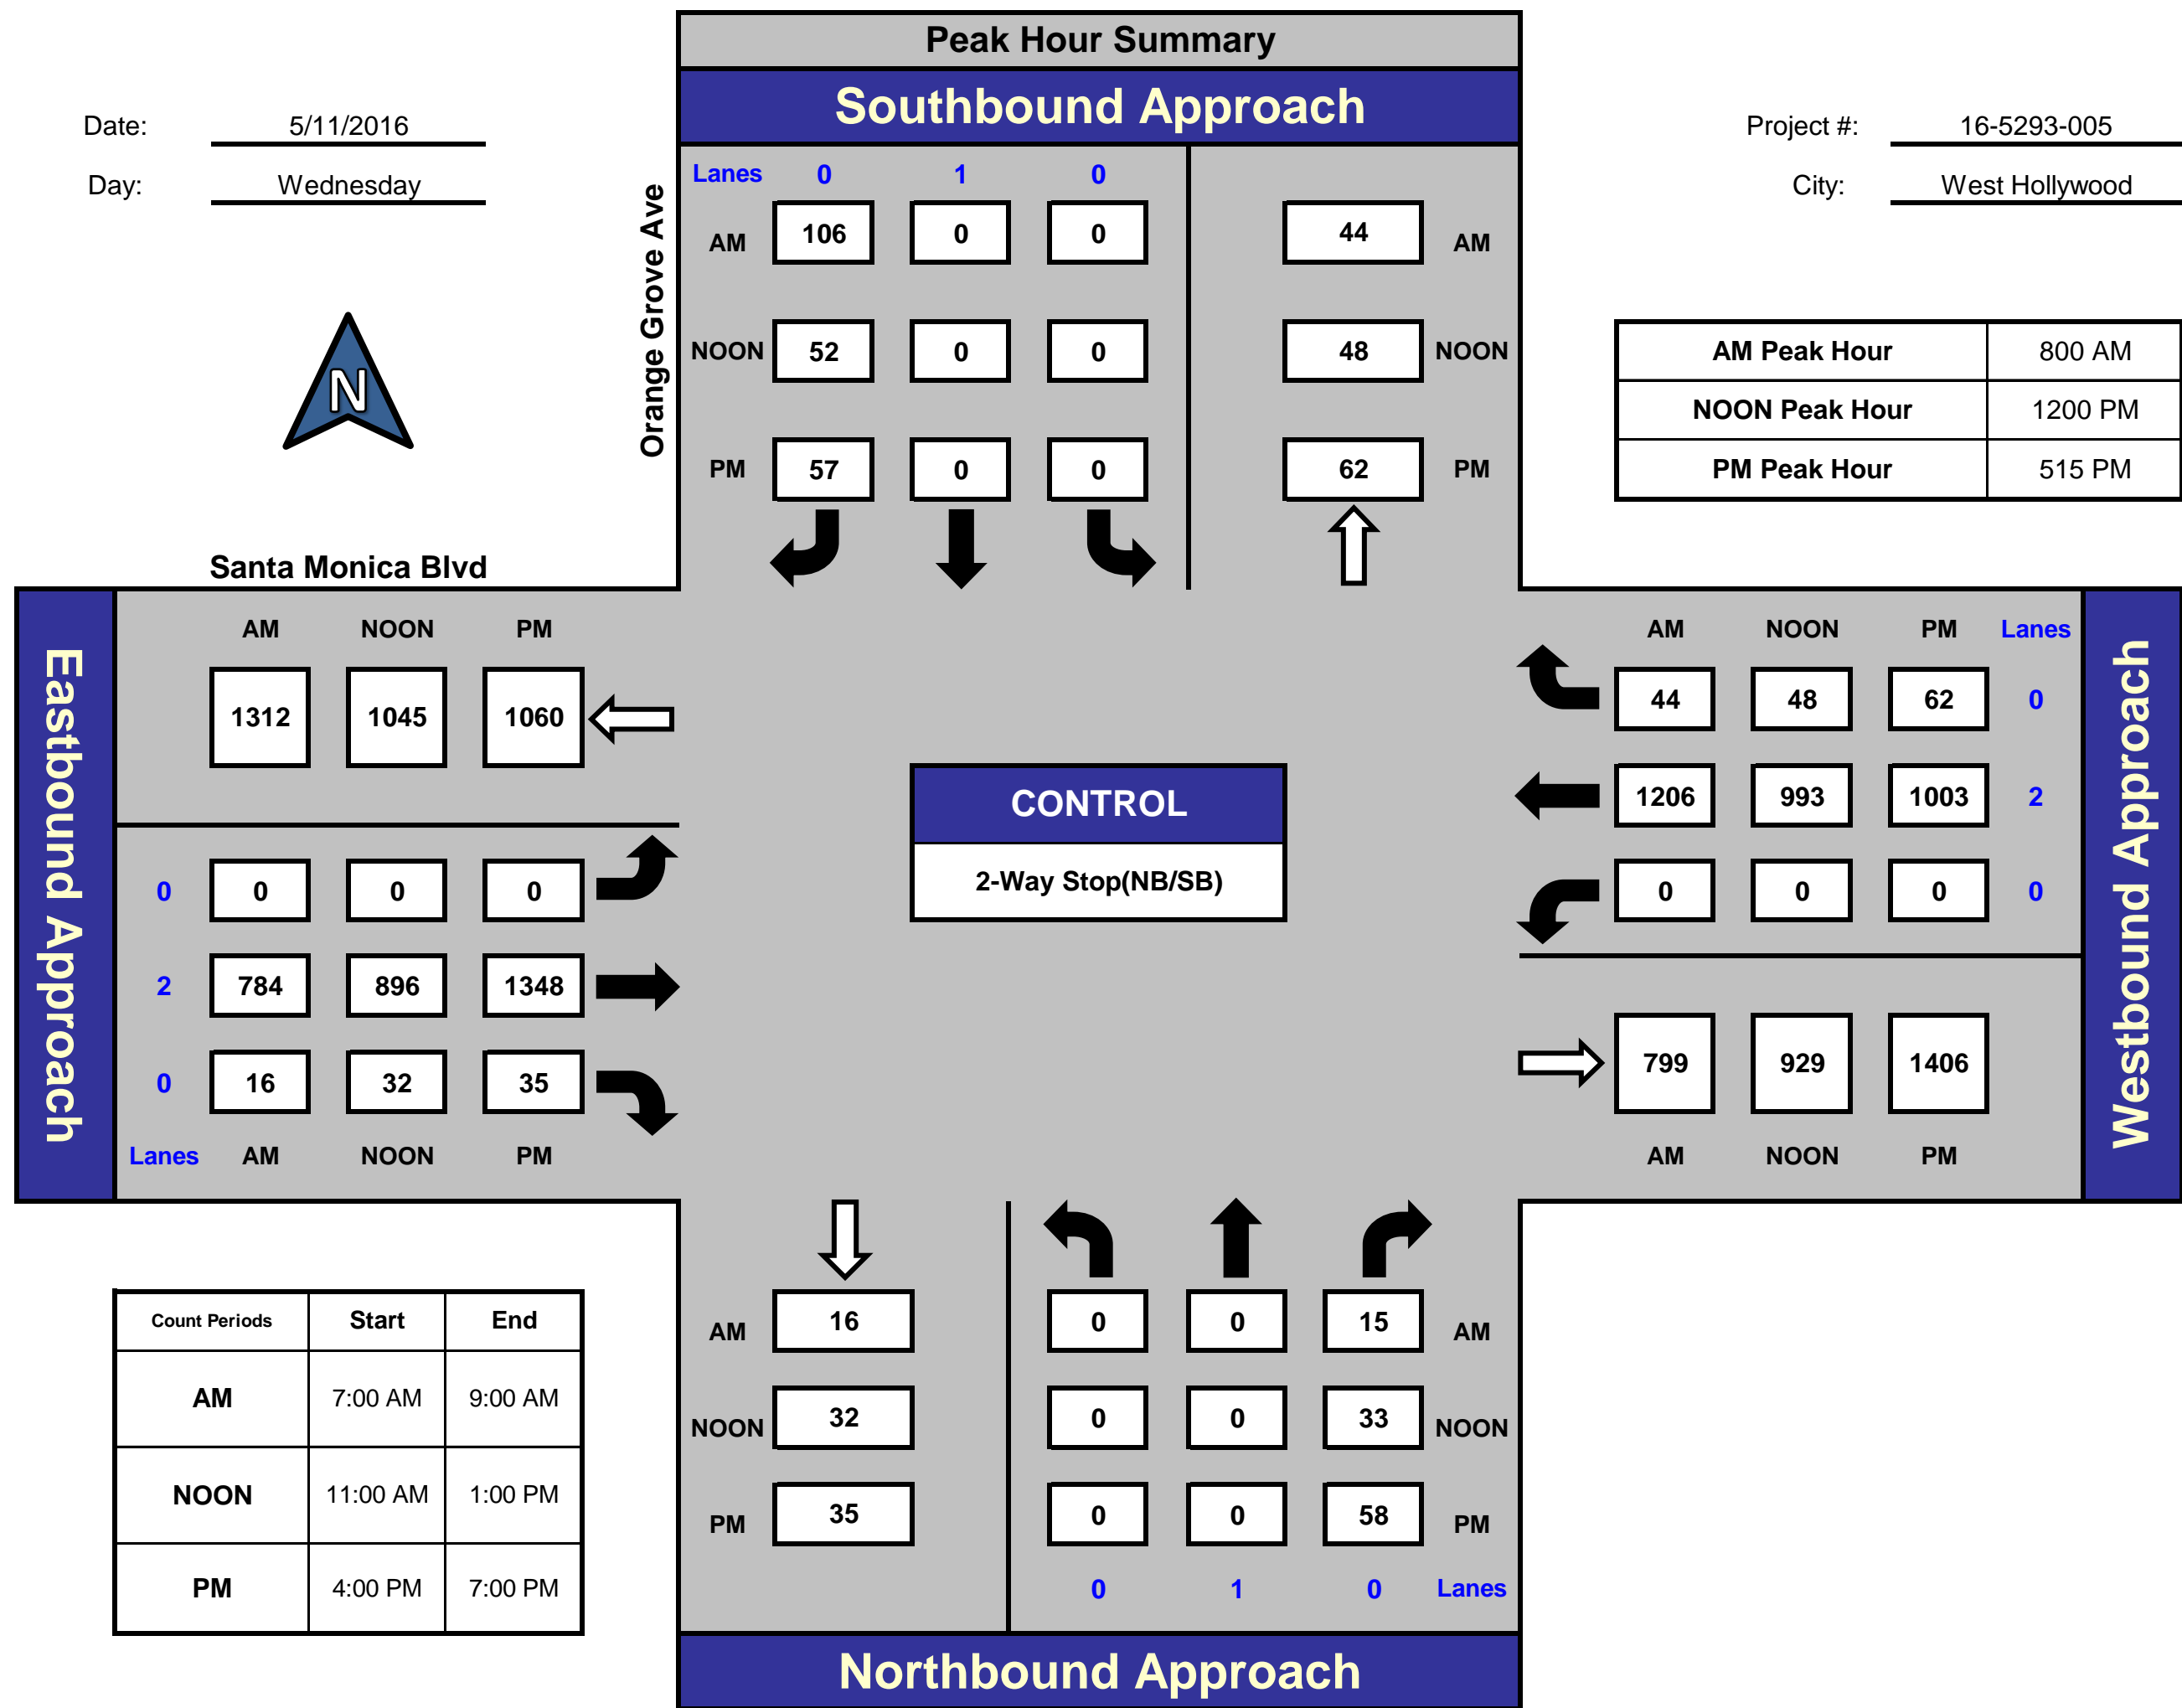 Peak Hour Summary
Southbound Approach
Date: 5/11/2016
Day: Wednesday
Project #: 16-5293-005
City: West Hollywood
Orange Grove Ave
Lanes 0 1 0
AM 106 0 0 44 AM
NOON 52 0 0 48 NOON
PM 57 0 0 62 PM
N
AM Peak Hour 800 AM
NOON Peak Hour 1200 PM
PM Peak Hour 515 PM
Santa Monica Blvd
Eastbound Approach
AM NOON PM
1312 1045 1060
0 0 0 0
2 784 896 1348
0 16 32 35
Lanes AM NOON PM
CONTROL
2-Way Stop(NB/SB)
AM NOON PM Lanes
44 48 62 0
1206 993 1003 2
0 0 0 0
799 929 1406
AM NOON PM
Westbound Approach
Count Periods Start End
AM 7:00 AM 9:00 AM
NOON 11:00 AM 1:00 PM
PM 4:00 PM 7:00 PM
AM 16 0 0 15 AM
NOON 32 0 0 33 NOON
PM 35 0 0 58 PM
0 1 0 Lanes
Northbound Approach